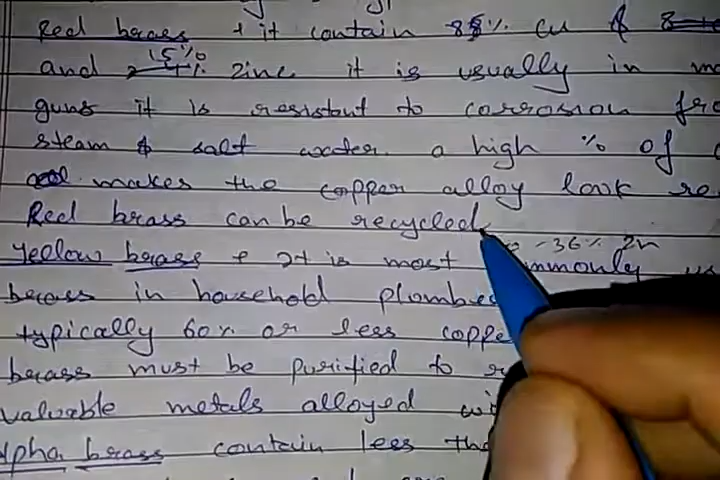 Red brass + it contain 85% Cu &
15%
and zinc it is usually in
guns it is resistant to corrosion
steam & salt water. a high % of
makes the copper alloy look
Red brass can be recycled
-36% Zn
Yellow brass + It is most
brass in household
typically 60% or less
brass must be purified to
valuable metals alloyed
brass contain less